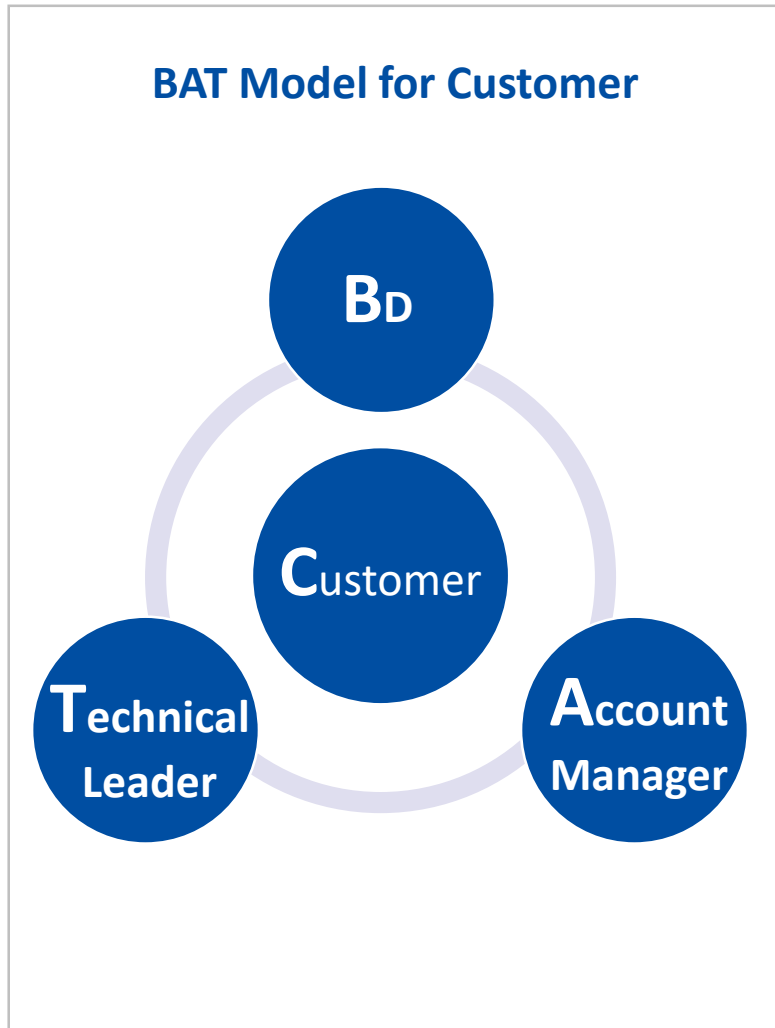 BAT Model for Customer
BD
Customer
Technical
Leader
Account
Manager